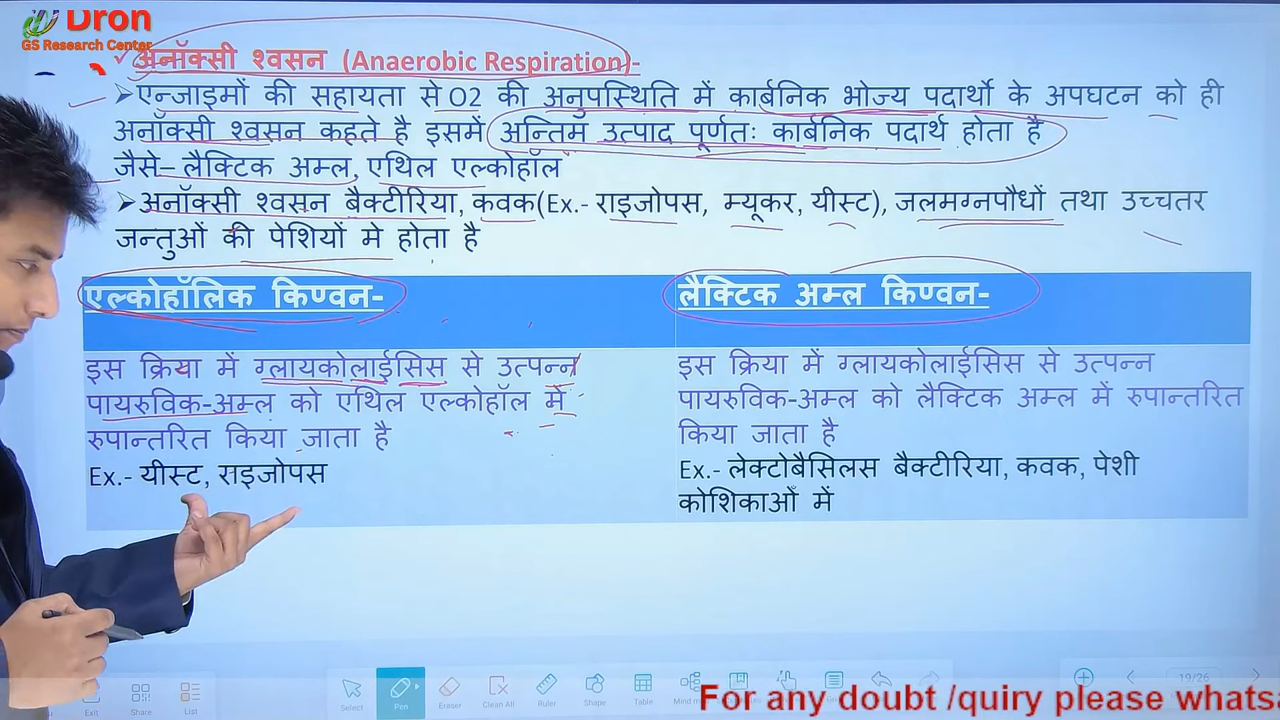 Dron
GS Research Center
अनॉक्सी श्वसन (Anaerobic Respiration)-
एन्जाइमों की सहायता से O2 की अनुपस्थिति में कार्बनिक भोज्य पदार्थो के अपघटन को ही
अनॉक्सी श्वसन कहते है इसमें अन्तिम उत्पाद पूर्णतः कार्बनिक पदार्थ होता है
जैसे– लैक्टिक अम्ल, एथिल एल्कोहॉल
अनॉक्सी श्वसन बैक्टीरिया, कवक(Ex.- राइजोपस, म्यूकर, यीस्ट), जलमग्नपौधों तथा उच्चतर
जन्तुओं की पेशियों मे होता है
एल्कोहॉलिक किण्वन-
इस क्रिया में ग्लायकोलाईसिस से उत्पन्न
पायरुविक-अम्ल को एथिल एल्कोहॉल में
रुपान्तरित किया जाता है
Ex.- यीस्ट, राइजोपस
लैक्टिक अम्ल किण्वन-
इस क्रिया में ग्लायकोलाईसिस से उत्पन्न
पायरुविक-अम्ल को लैक्टिक अम्ल में रुपान्तरित
किया जाता है
Ex.- लेक्टोबैसिलस बैक्टीरिया, कवक, पेशी
कोशिकाओं में
Exit Share List Select Pen Eraser Clean All Ruler Shape Table Mind
19/26
For any doubt /quiry please whats